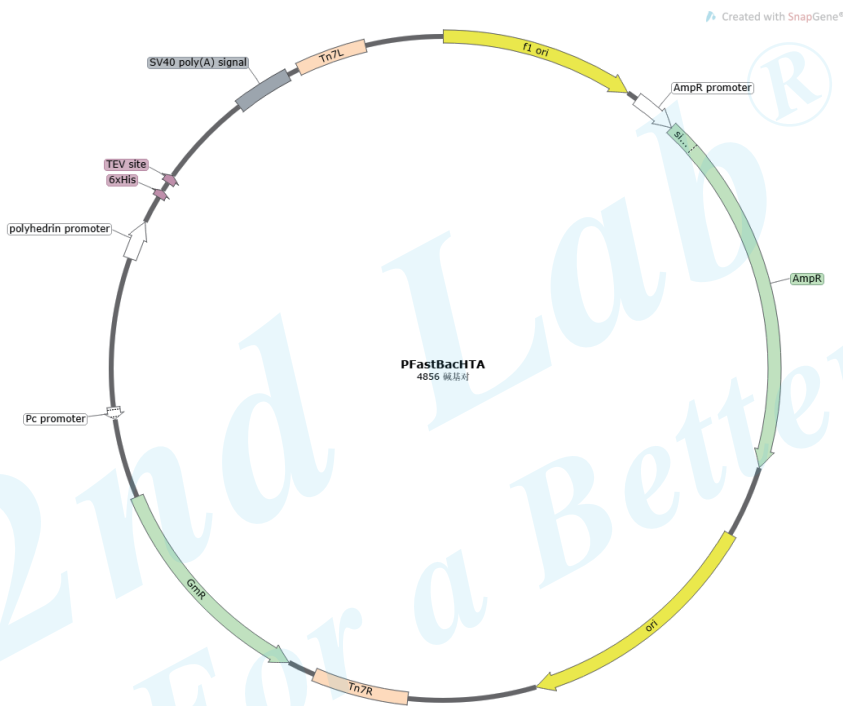 Created with SnapGene®
Tn7L
f1 ori
SV40 poly(A) signal
AmpR promoter
si...
TEV site
6xHis
polyhedrin promoter
AmpR
PFastBacHTA
4856 碱基对
Pc promoter
GmR
ori
Tn7R
2nd Lab®
For a Better